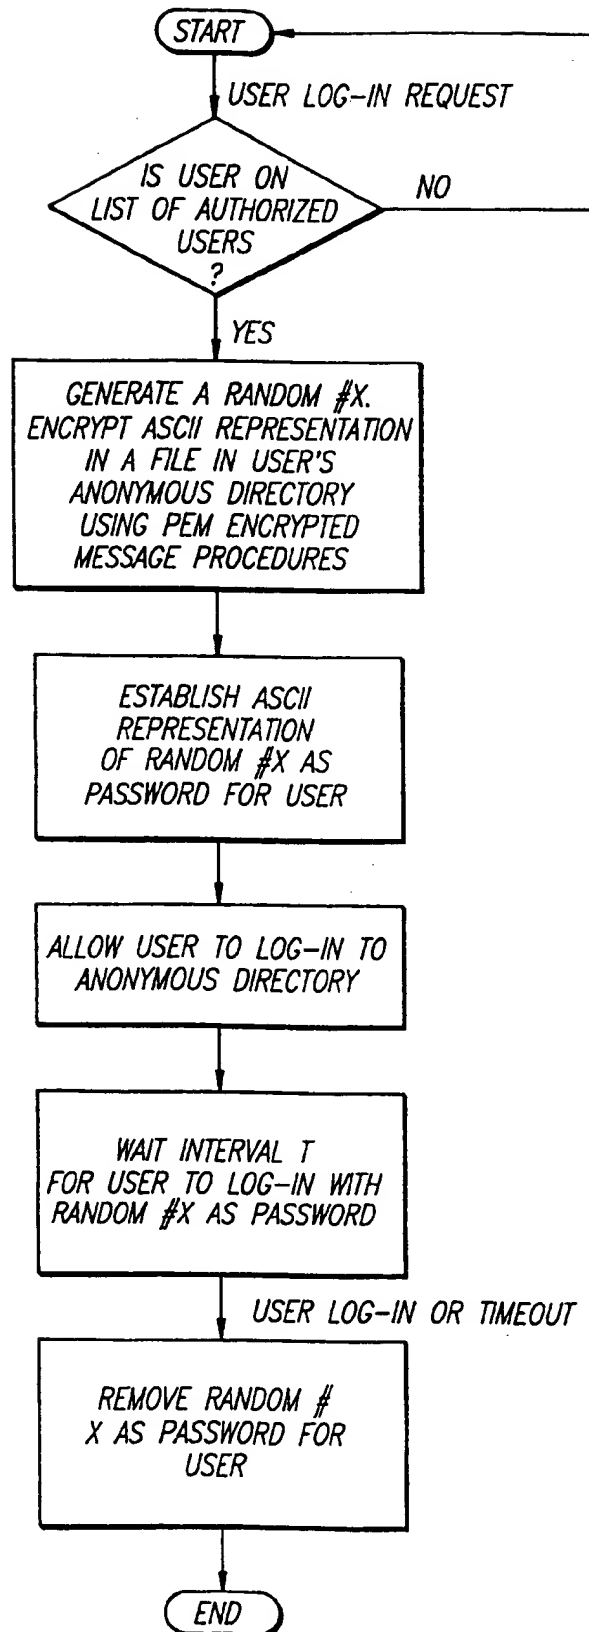 START
USER LOG-IN REQUEST
IS USER ON
LIST OF AUTHORIZED
USERS
?
NO
YES
GENERATE A RANDOM #X.
ENCRYPT ASCII REPRESENTATION
IN A FILE IN USER'S
ANONYMOUS DIRECTORY
USING PEM ENCRYPTED
MESSAGE PROCEDURES
ESTABLISH ASCII
REPRESENTATION
OF RANDOM #X AS
PASSWORD FOR USER
ALLOW USER TO LOG-IN TO
ANONYMOUS DIRECTORY
WAIT INTERVAL T
FOR USER TO LOG-IN WITH
RANDOM #X AS PASSWORD
USER LOG-IN OR TIMEOUT
REMOVE RANDOM #
X AS PASSWORD FOR
USER
END